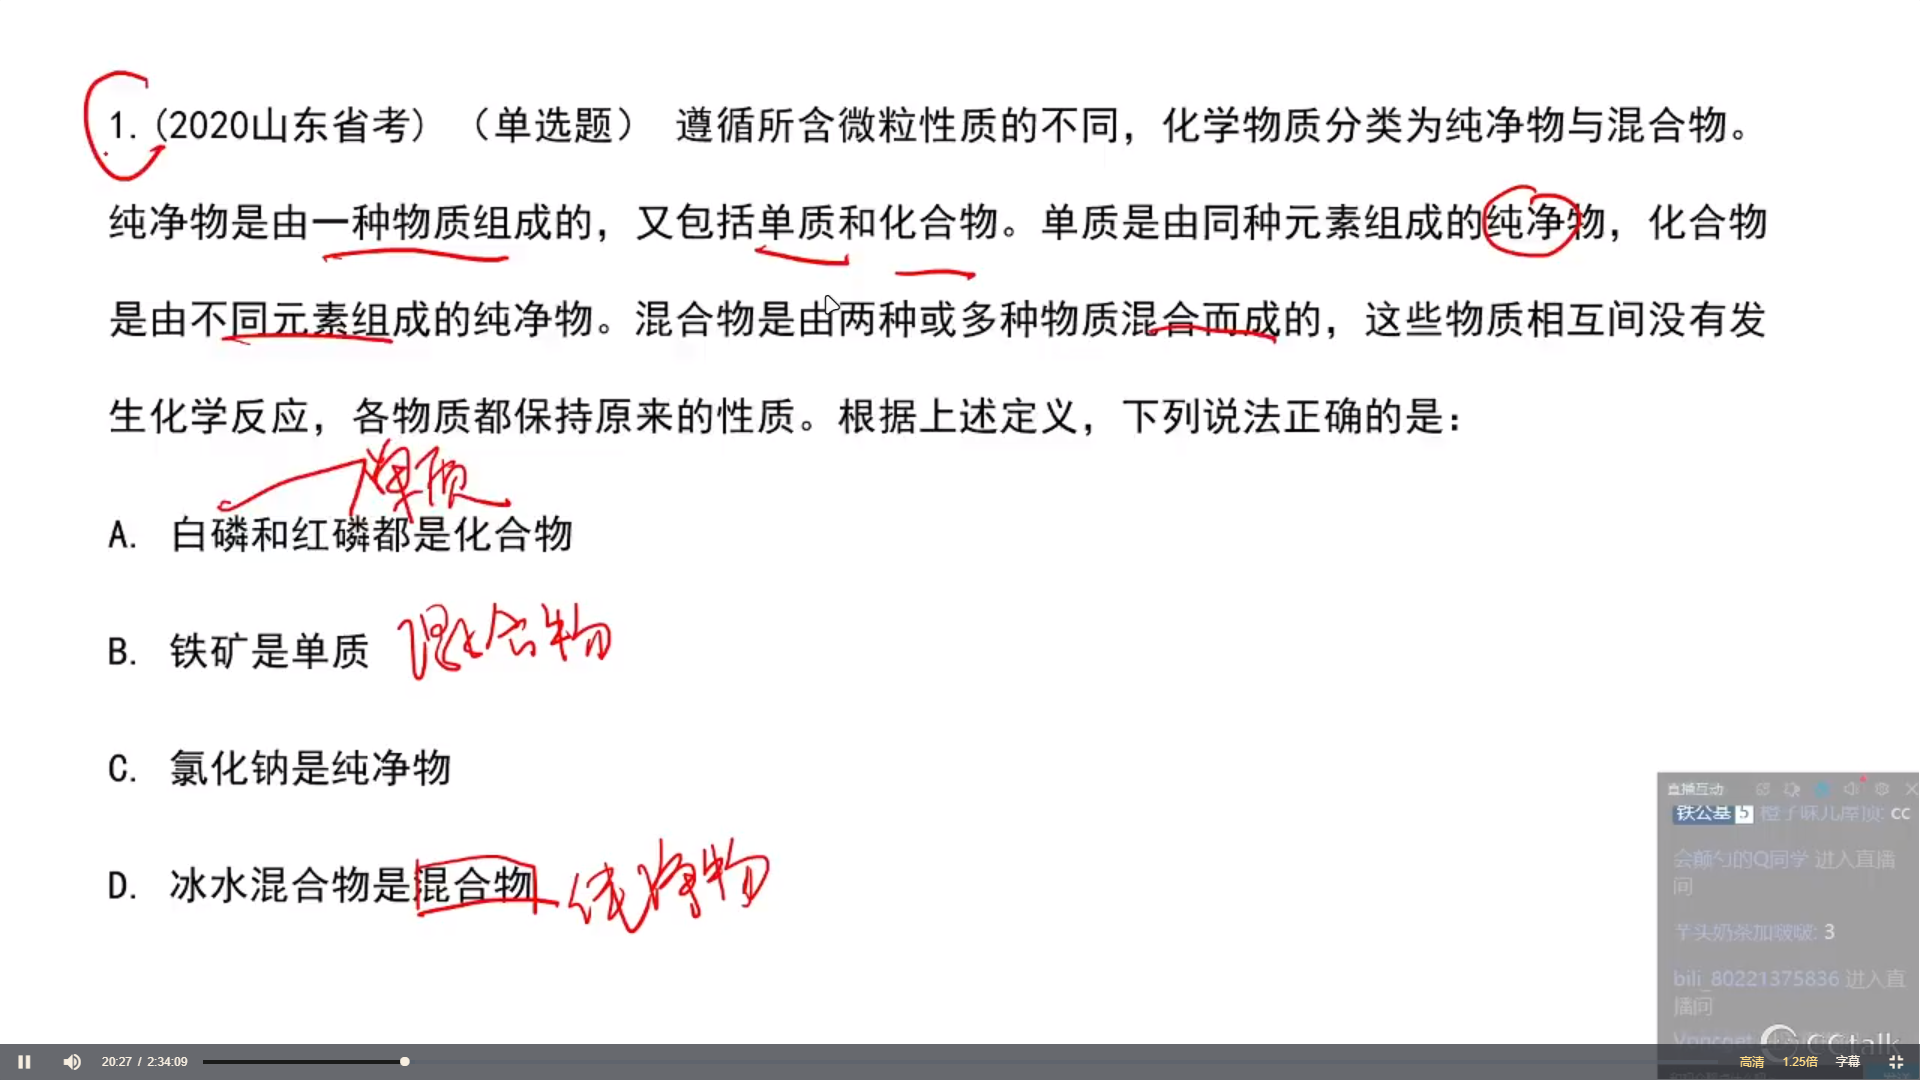 1. (2020山东省考) （单选题） 遵循所含微粒性质的不同，化学物质分类为纯净物与混合物。
纯净物是由一种物质组成的，又包括单质和化合物。单质是由同种元素组成的纯净物，化合物
是由不同元素组成的纯净物。混合物是由两种或多种物质混合而成的，这些物质相互间没有发
生化学反应，各物质都保持原来的性质。根据上述定义，下列说法正确的是：
单质
A. 白磷和红磷都是化合物
B. 铁矿是单质 混合物
C. 氯化钠是纯净物
D. 冰水混合物是混合物 纯净物
直播互动
铁公基 5 橙子味儿屋顶: cc
会颠勺的Q同学 进入直播
间
芋头奶茶加啵啵: 3
bili_80221375836 进入直
播间
CCtalk
20:27 / 2:34:09
高清 1.25倍 字幕